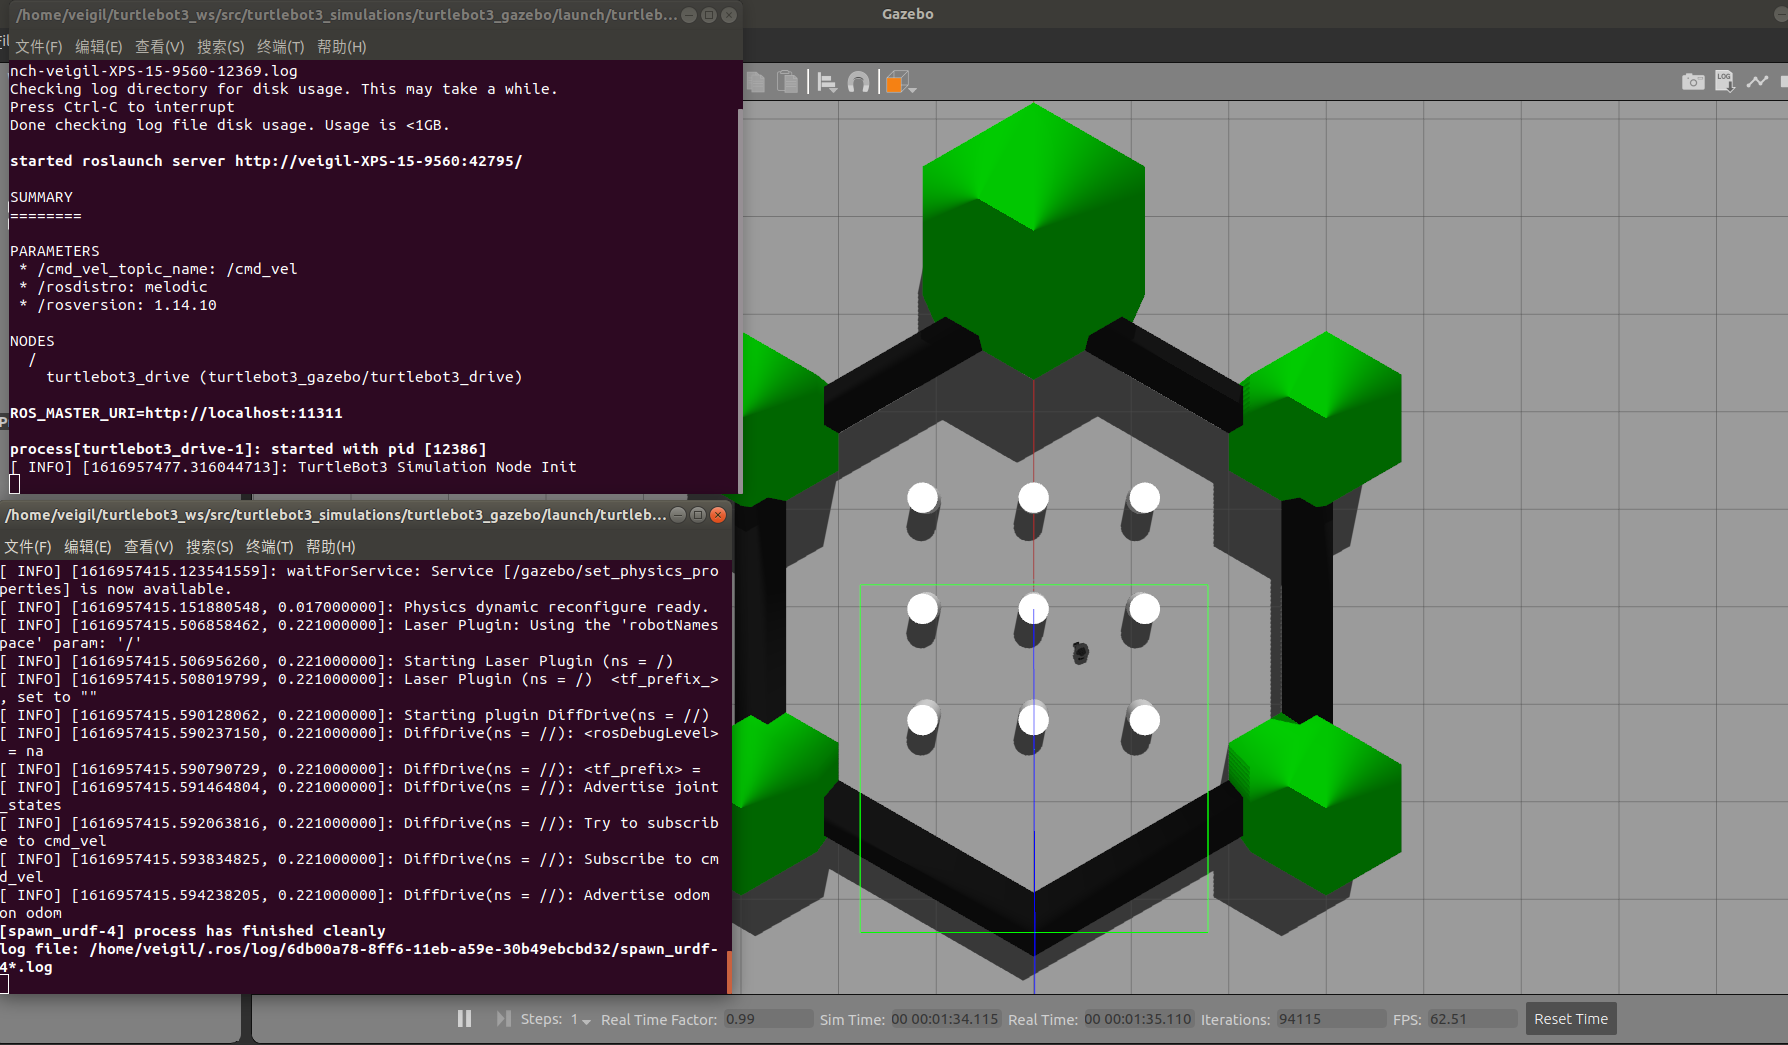 /home/veigil/turtlebot3_ws/src/turtlebot3_simulations/turtlebot3_gazebo/launch/turtleb...
Gazebo
文件(F) 编辑(E) 查看(V) 搜索(S) 终端(T) 帮助(H)
nch-veigil-XPS-15-9560-12369.log
Checking log directory for disk usage. This may take a while.
Press Ctrl-C to interrupt
Done checking log file disk usage. Usage is <1GB.
started roslaunch server http://veigil-XPS-15-9560:42795/
SUMMARY
========
PARAMETERS
* /cmd_vel_topic_name: /cmd_vel
* /rosdistro: melodic
* /rosversion: 1.14.10
NODES
/
turtlebot3_drive (turtlebot3_gazebo/turtlebot3_drive)
ROS_MASTER_URI=http://localhost:11311
process[turtlebot3_drive-1]: started with pid [12386]
[ INFO] [1616957477.316044713]: TurtleBot3 Simulation Node Init
/home/veigil/turtlebot3_ws/src/turtlebot3_simulations/turtlebot3_gazebo/launch/turtleb...
文件(F) 编辑(E) 查看(V) 搜索(S) 终端(T) 帮助(H)
[ INFO] [1616957415.123541559]: waitForService: Service [/gazebo/set_physics_pro
perties] is now available.
[ INFO] [1616957415.151880548, 0.017000000]: Physics dynamic reconfigure ready.
[ INFO] [1616957415.506858462, 0.221000000]: Laser Plugin: Using the 'robotNames
pace' param: '/'
[ INFO] [1616957415.506956260, 0.221000000]: Starting Laser Plugin (ns = /)
[ INFO] [1616957415.508019799, 0.221000000]: Laser Plugin (ns = /)  <tf_prefix_>
, set to ""
[ INFO] [1616957415.590128062, 0.221000000]: Starting plugin DiffDrive(ns = //)
[ INFO] [1616957415.590237150, 0.221000000]: DiffDrive(ns = //): <rosDebugLevel>
= na
[ INFO] [1616957415.590790729, 0.221000000]: DiffDrive(ns = //): <tf_prefix> =
[ INFO] [1616957415.591464804, 0.221000000]: DiffDrive(ns = //): Advertise joint
_states
[ INFO] [1616957415.592063816, 0.221000000]: DiffDrive(ns = //): Try to subscrib
e to cmd_vel
[ INFO] [1616957415.593834825, 0.221000000]: DiffDrive(ns = //): Subscribe to cm
d_vel
[ INFO] [1616957415.594238205, 0.221000000]: DiffDrive(ns = //): Advertise odom
on odom
[spawn_urdf-4] process has finished cleanly
log file: /home/veigil/.ros/log/6db00a78-8ff6-11eb-a59e-30b49ebcbd32/spawn_urdf-
4*.log
LOG
Steps: 1 Real Time Factor: 0.99 Sim Time: 00 00:01:34.115 Real Time: 00 00:01:35.110 Iterations: 94115 FPS: 62.51 Reset Time